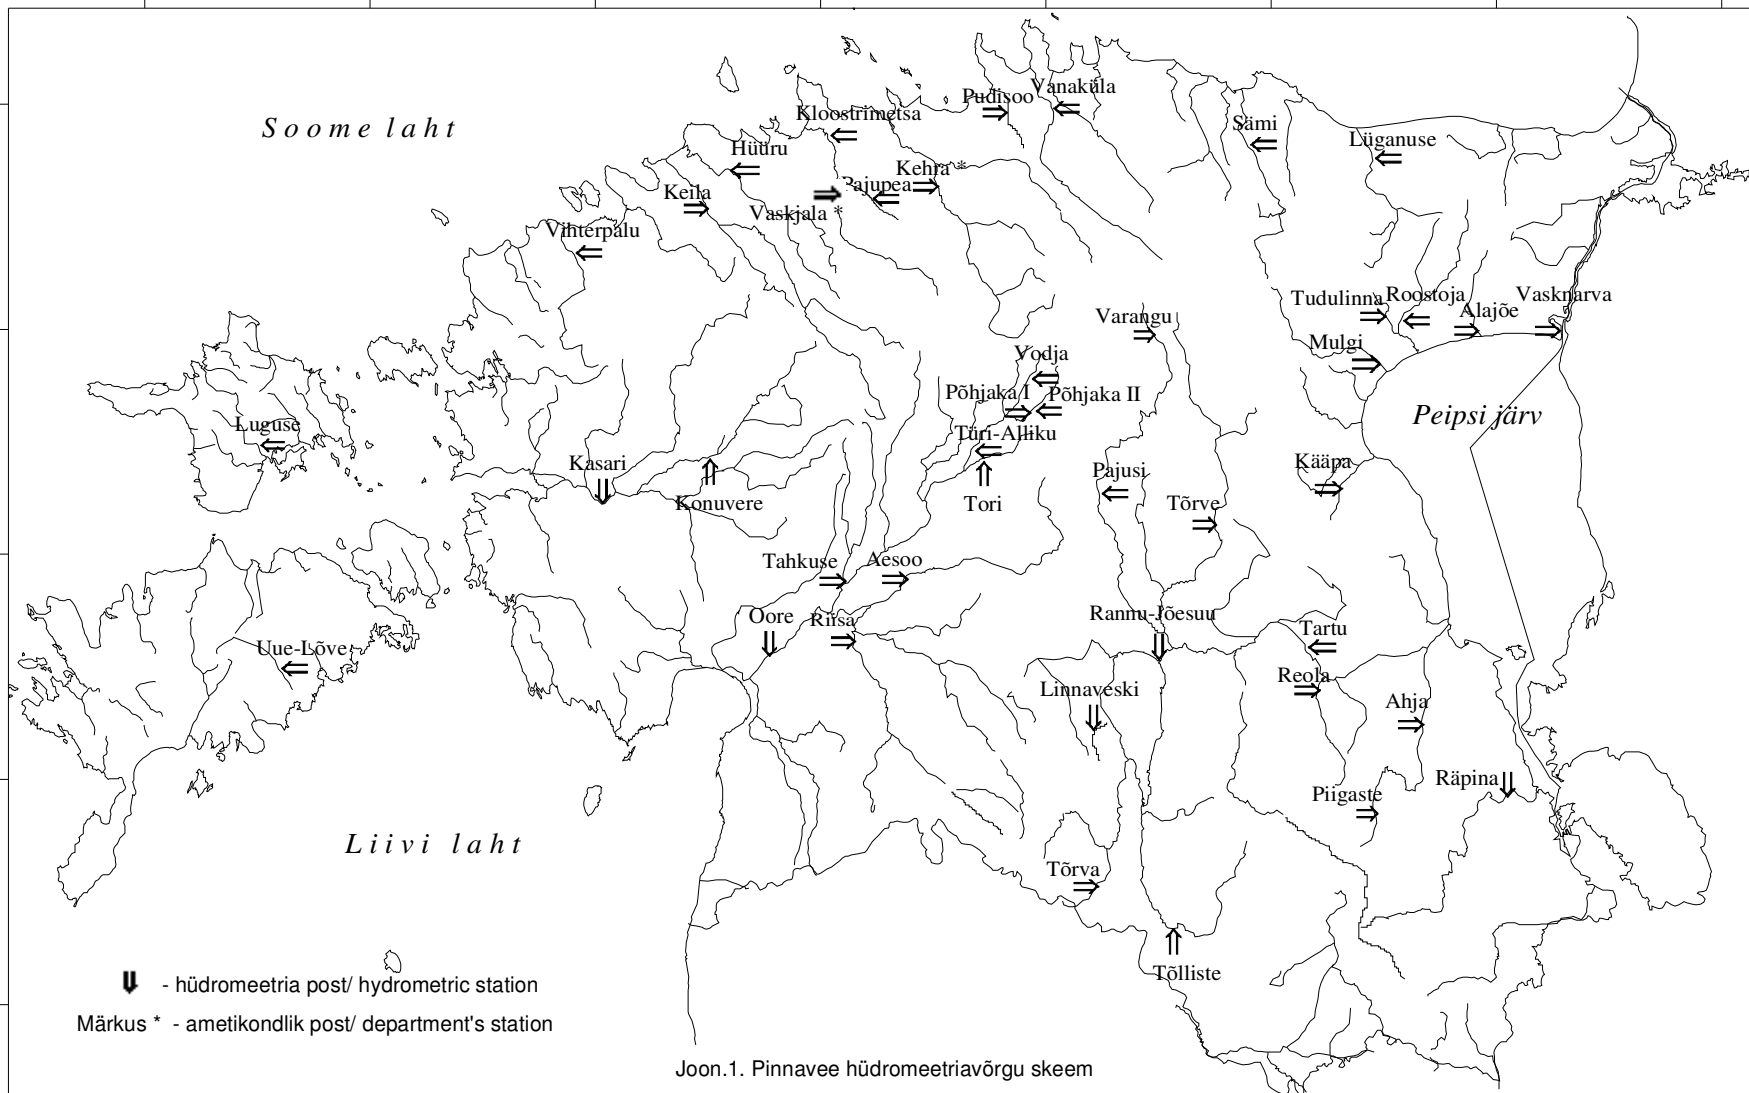 Vanaküla
Pudisoo
Soome laht
Kloostrimetsa
Sämi
Lüganuse
Hüüru
Kehra *
Pajupea
Keila
Vaskjala *
Vihterpalu
Tudulinna
Roostoja
Vasknarva
Alajõe
Varangu
Mulgi
Vodja
Põhjaka I
Põhjaka II
Peipsi järv
Luguse
Türi-Alliku
Kasari
Kääpa
Pajusi
Konuvere
Tori
Tõrve
Tahkuse
Aesoo
Oore
Riisa
Rannu-Jõesuu
Tartu
Uue-Lõve
Reola
Linnaveski
Ahja
Räpina
Piigaste
Liivi laht
Tõrva
Tõlliste
- hüdromeetria post/ hydrometric station
Märkus * - ametikondlik post/ department's station
Joon.1. Pinnavee hüdromeetriavõrgu skeem